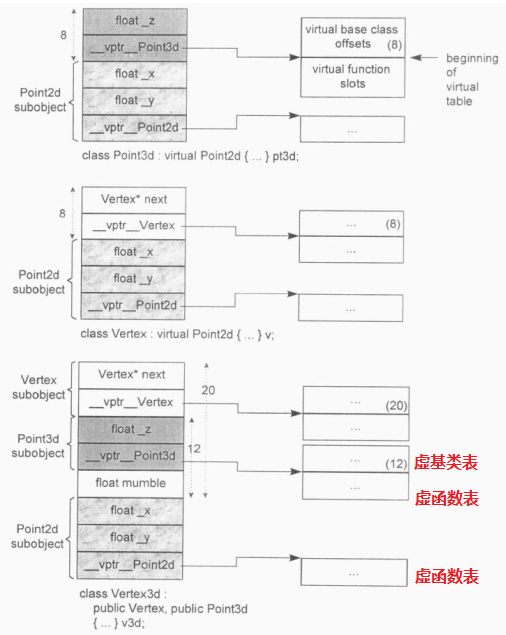 float _z
8
__vptr__Point3d
float _x
Point2d
subobject
float _y
__vptr__Point2d
virtual base class
offsets (8)
virtual function
slots
...
beginning
of
virtual
table
class Point3d : virtual Point2d { ... } pt3d;
Vertex* next
8
__vptr__Vertex
float _x
Point2d
subobject
float _y
__vptr__Point2d
...
(8)
...
...
class Vertex : virtual Point2d { ... } v;
Vertex* next
Vertex
subobject
__vptr__Vertex
20
float _z
Point3d
subobject
12
__vptr__Point3d
float mumble
float _x
Point2d
subobject
float _y
__vptr__Point2d
...
(20)
...
...
(12) 虚基类表
... 虚函数表
... 虚函数表
class Vertex3d :
public Vertex, public Point3d
{ ... } v3d;